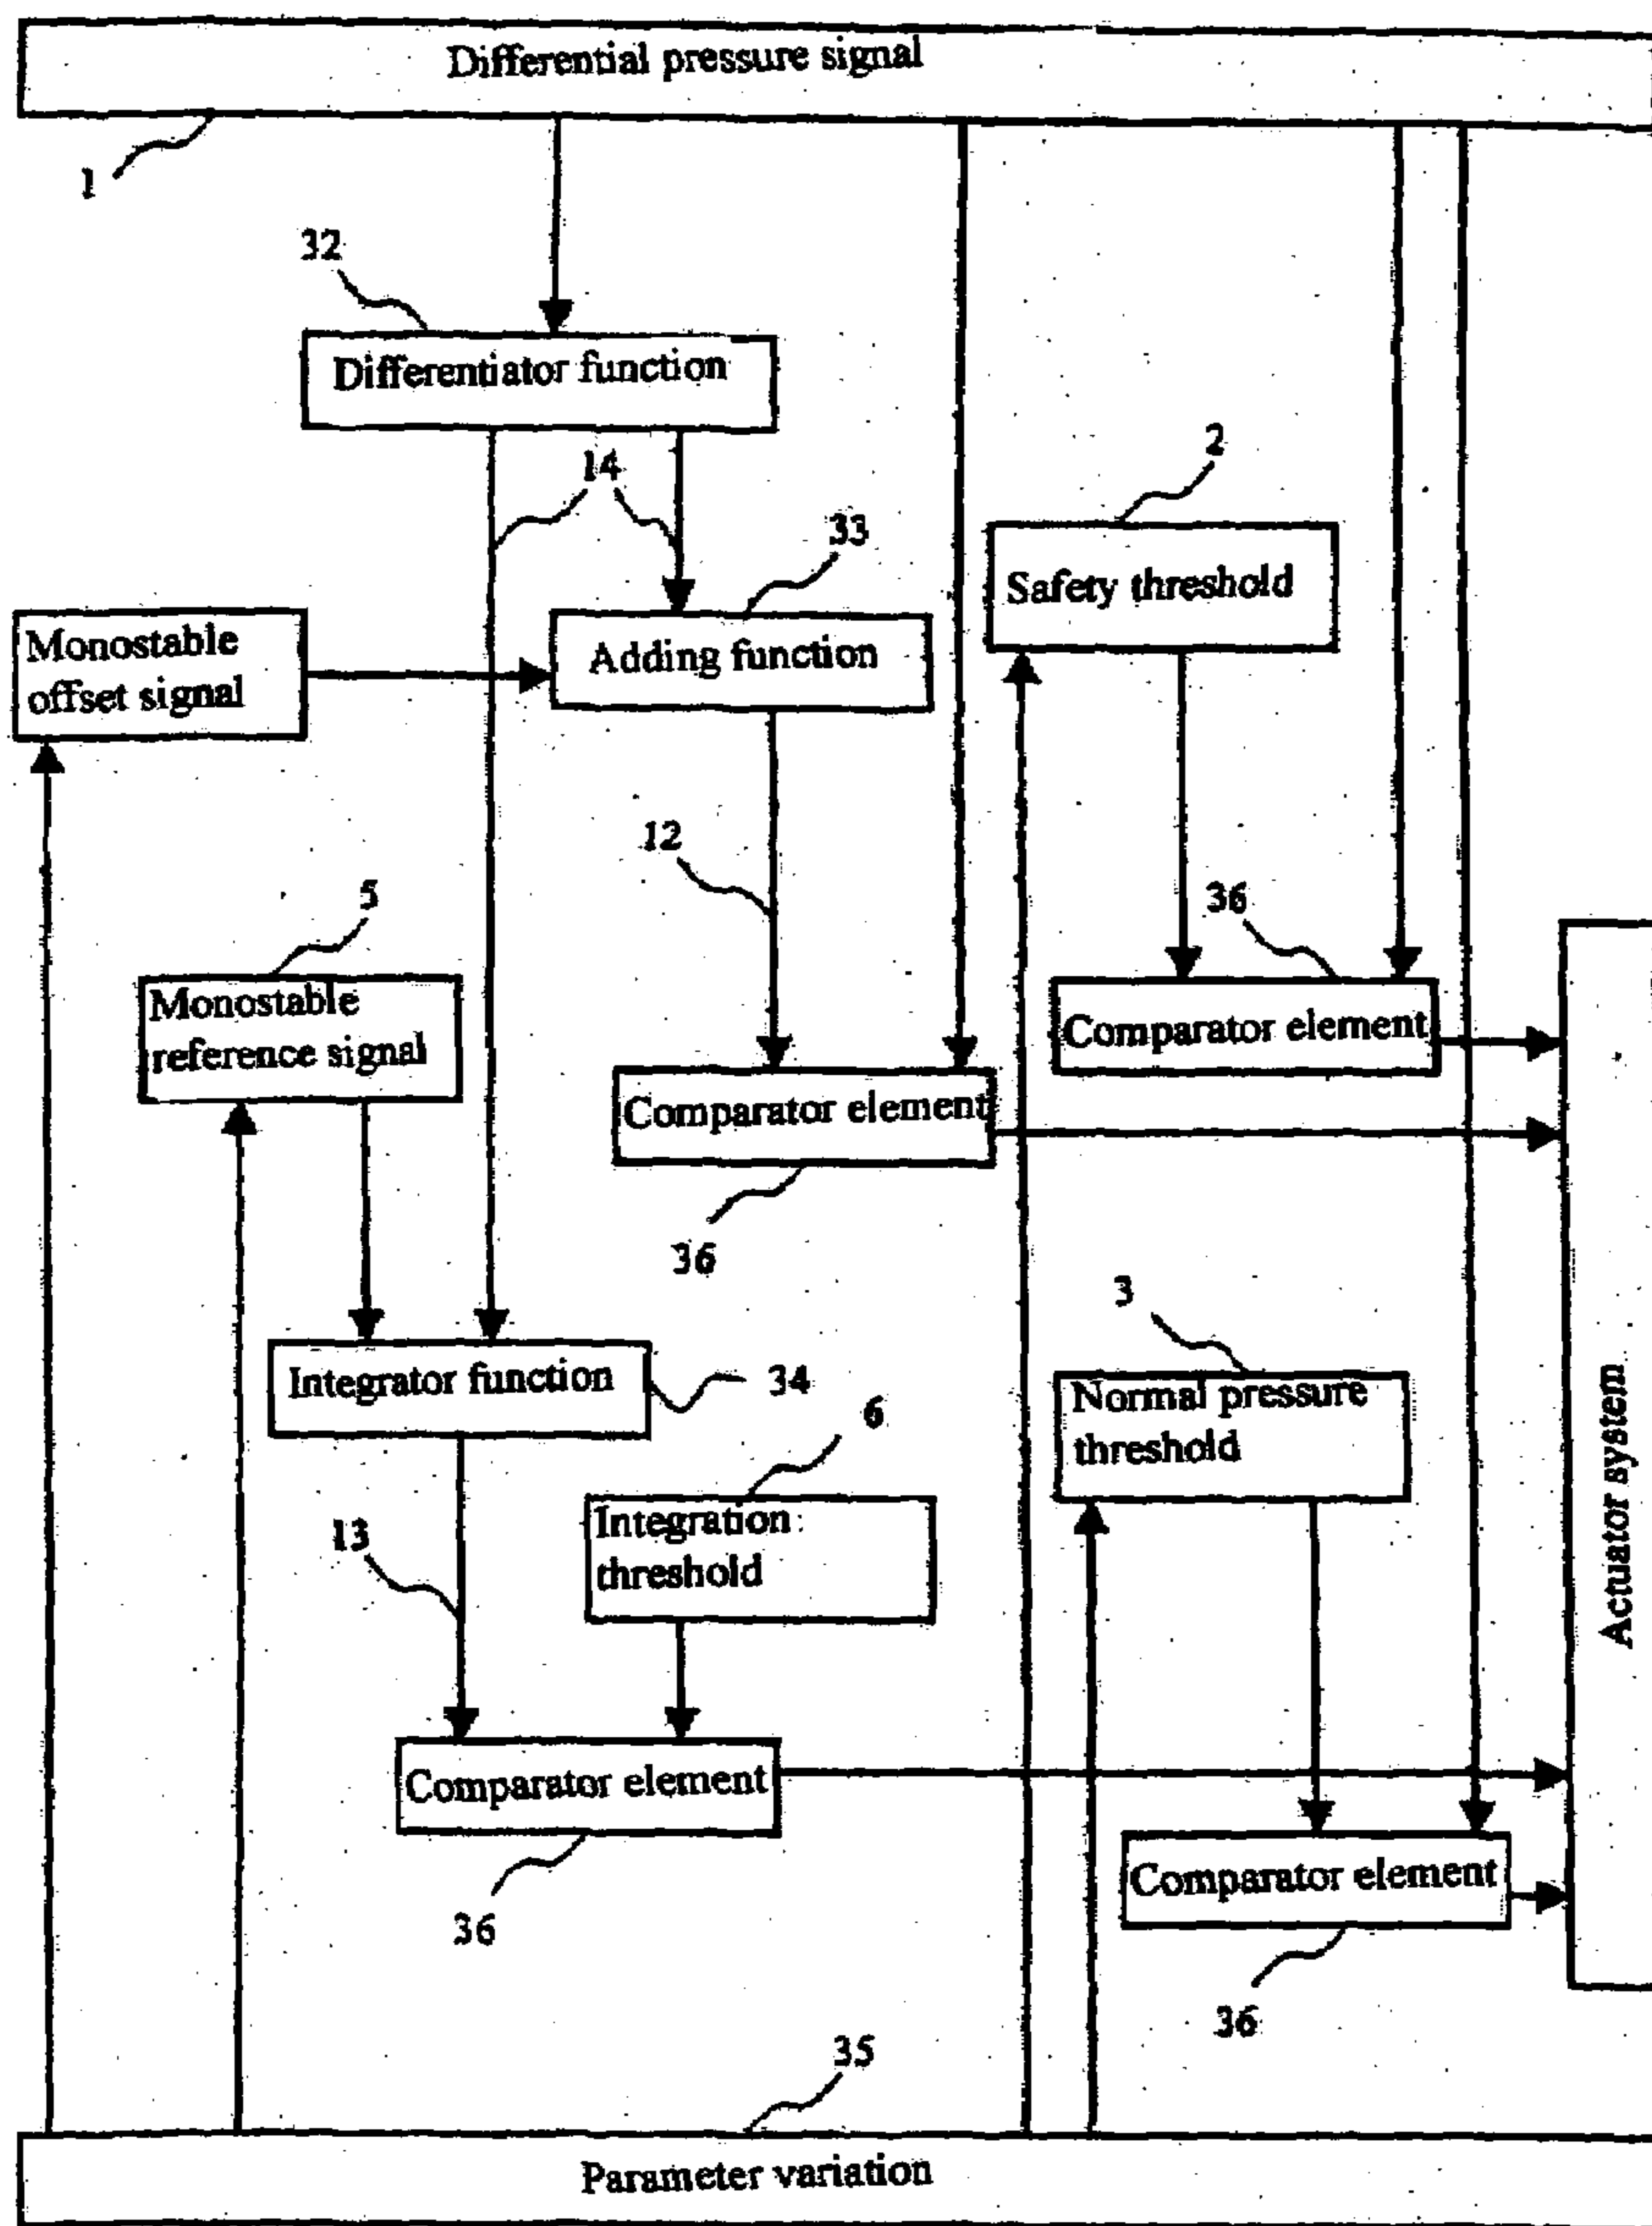 Differential pressure signal
1
32
Differentiator function
14
2
33
Safety threshold
Monostable
offset signal
Adding function
12
5
36
Monostable
reference signal
Comparator element
Comparator element
36
3
Integrator function
34
6
Normal pressure
threshold
Integration
threshold
13
Actuator system
Comparator element
Comparator element
36
36
35
Parameter variation